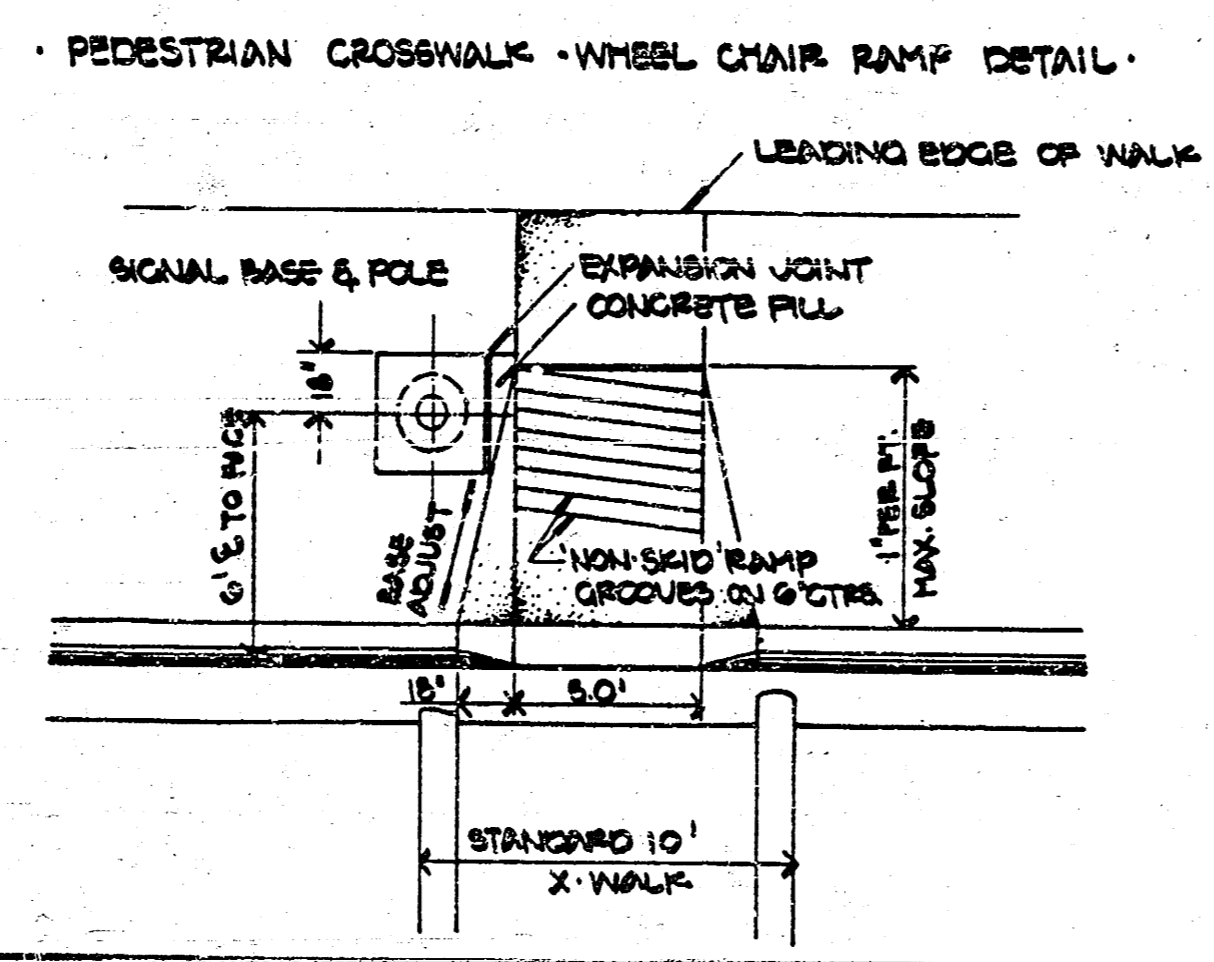 · PEDESTRIAN CROSSWALK · WHEEL CHAIR RAMP DETAIL ·
LEADING EDGE OF WALK
SIGNAL BASE & POLE
EXPANSION JOINT
CONCRETE FILL
18"
6' ℄ TO
BASE
ADJUST
1" PER FT.
MAX. SLOPE
'NON-SKID' RAMP
GROOVES ON 6" CTRS.
18"
5.0'
STANDARD 10'
X-WALK